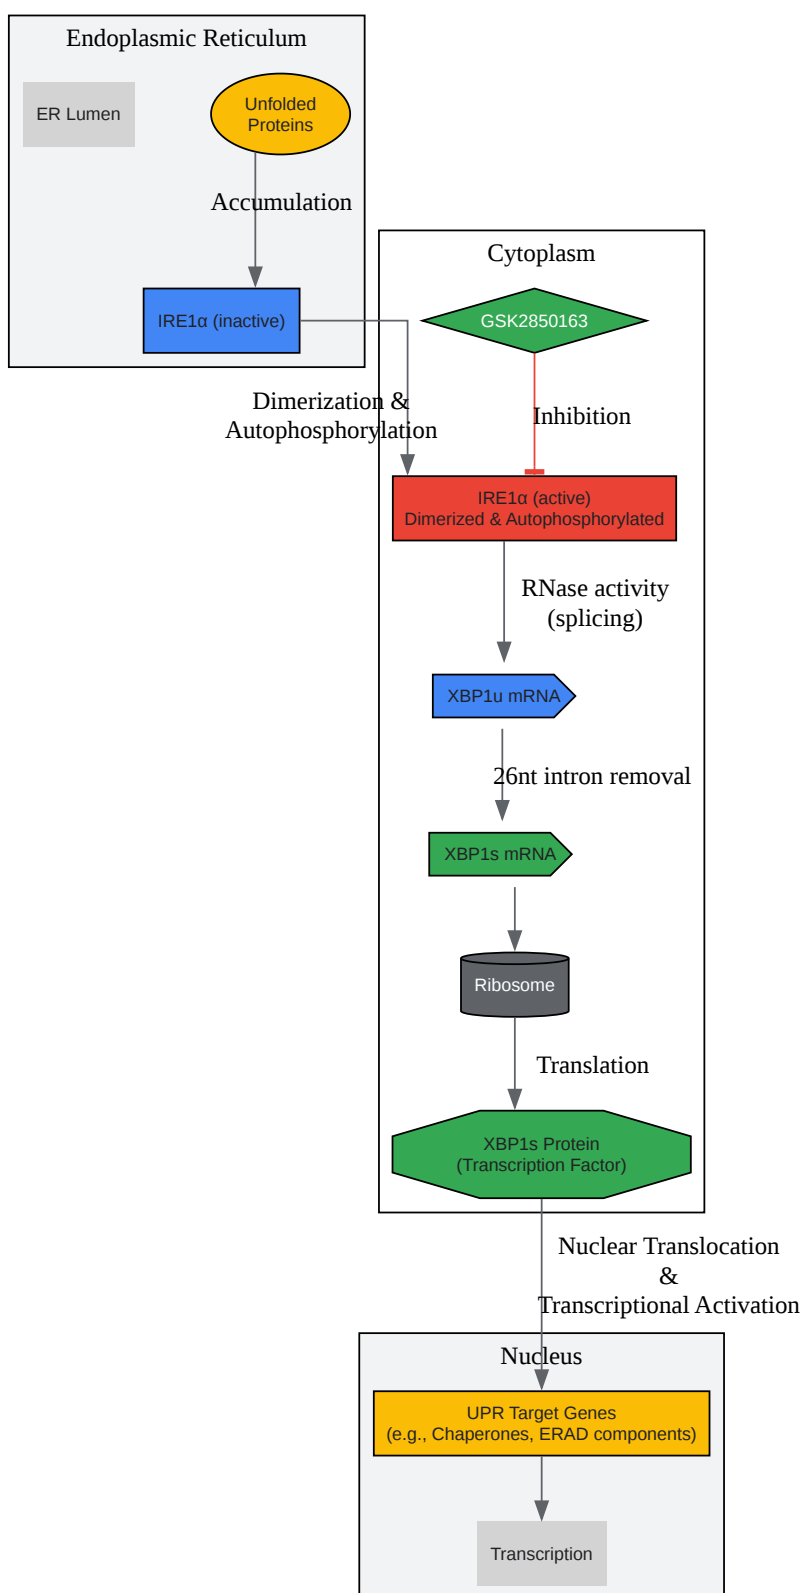 Endoplasmic Reticulum
ER Lumen
Unfolded
Proteins
Accumulation
IRE1α (inactive)
Cytoplasm
GSK2850163
Dimerization &
Autophosphorylation
Inhibition
IRE1α (active)
Dimerized & Autophosphorylated
RNase activity
(splicing)
XBP1u mRNA
26nt intron removal
XBP1s mRNA
Ribosome
Translation
XBP1s Protein
(Transcription Factor)
Nuclear Translocation
&
Transcriptional Activation
Nucleus
UPR Target Genes
(e.g., Chaperones, ERAD components)
Transcription